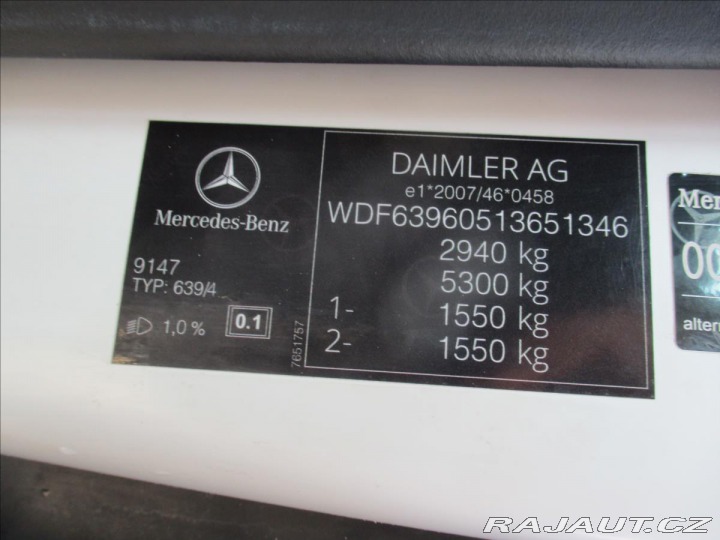 Mercedes-Benz
9147
TYP: 639/4
1,0 %
0.1
7651757
DAIMLER AG
e1*2007/46*0458
WDF63960513651346
2940 kg
5300 kg
1- 1550 kg
2- 1550 kg
RAJAUT.CZ